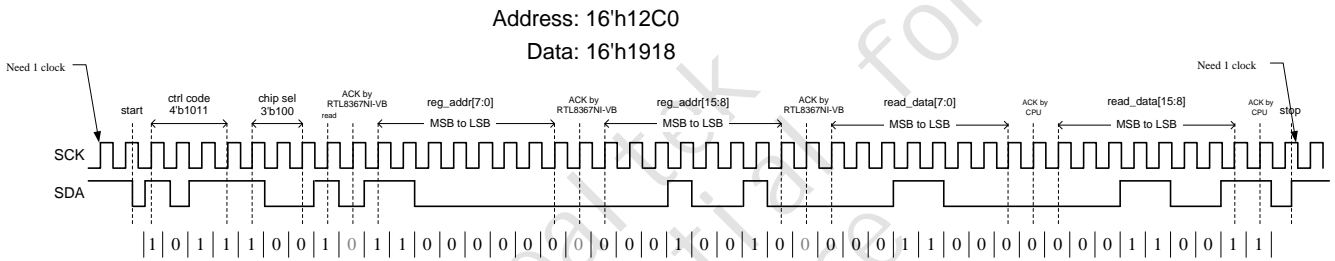 Address: 16'h12C0
Data: 16'h1918
Need 1 clock
start
ctrl code
4'b1011
chip sel
3'b100
read
ACK by
RTL8367NI-VB
reg_addr[7:0]
MSB to LSB
ACK by
RTL8367NI-VB
reg_addr[15:8]
MSB to LSB
ACK by
RTL8367NI-VB
read_data[7:0]
MSB to LSB
ACK by
CPU
read_data[15:8]
MSB to LSB
ACK by
CPU
stop
Need 1 clock
SCK
SDA
1 0 1 1 1 0 0 1 0 1 1 0 0 0 0 0 0 0 0 0 0 1 0 0 1 0 0 0 0 0 1 1 0 0 0 0 0 0 0 1 1 0 0 1 1